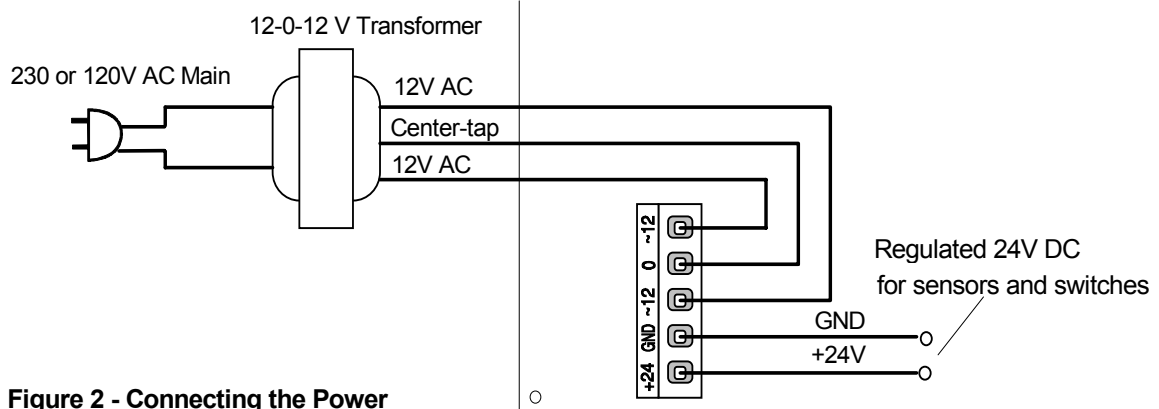 12-0-12 V Transformer
230 or 120V AC Main
12V AC
Center-tap
12V AC
~12
0
~12
GND
+24
Regulated 24V DC
for sensors and switches
GND
+24V
Figure 2 - Connecting the Power